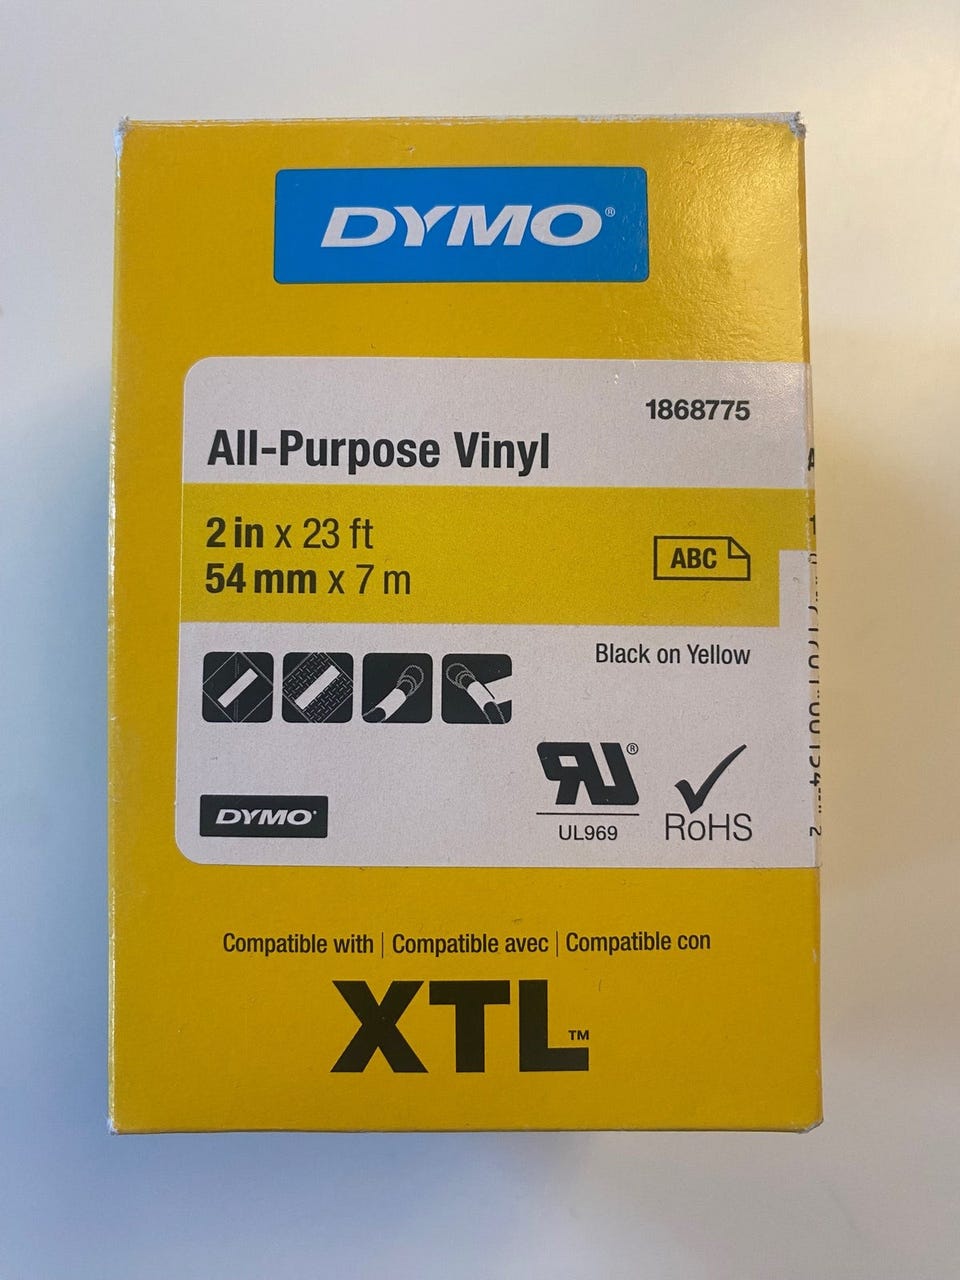 DYMO®
1868775
All-Purpose Vinyl
2 in x 23 ft
54 mm x 7 m
ABC
Black on Yellow
RU®
UL969
RoHS
DYMO®
Compatible with | Compatible avec | Compatible con
XTL™